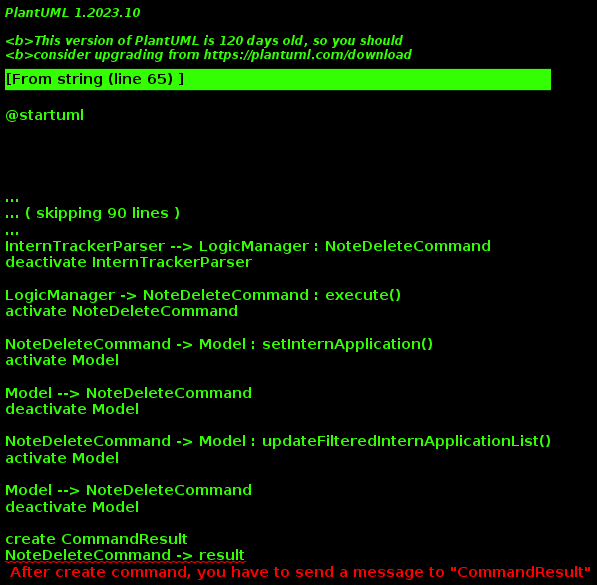 PlantUML 1.2023.10
<b>This version of PlantUML is 120 days old, so you should
<b>consider upgrading from https://plantuml.com/download
[From string (line 65) ]
@startuml
...
... ( skipping 90 lines )
...
InternTrackerParser --> LogicManager : NoteDeleteCommand
deactivate InternTrackerParser
LogicManager -> NoteDeleteCommand : execute()
activate NoteDeleteCommand
NoteDeleteCommand -> Model : setInternApplication()
activate Model
Model --> NoteDeleteCommand
deactivate Model
NoteDeleteCommand -> Model : updateFilteredInternApplicationList()
activate Model
Model --> NoteDeleteCommand
deactivate Model
create CommandResult
NoteDeleteCommand -> result
After create command, you have to send a message to "CommandResult"